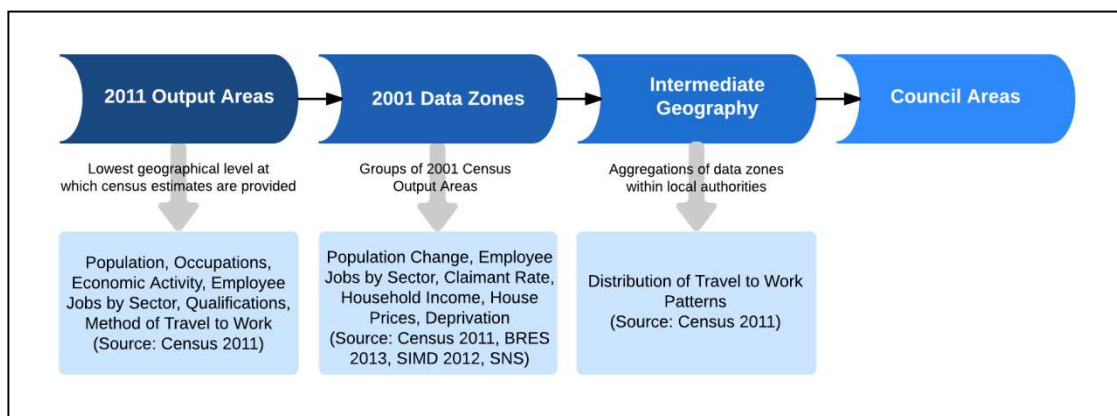 2011 Output Areas
2001 Data Zones
Intermediate
Geography
Council Areas
Lowest geographical level at
which census estimates are provided
Groups of 2001 Census
Output Areas
Aggregations of data zones
within local authorities
Population, Occupations,
Economic Activity, Employee
Jobs by Sector, Qualifications,
Method of Travel to Work
(Source: Census 2011)
Population Change, Employee
Jobs by Sector, Claimant Rate,
Household Income, House
Prices, Deprivation
(Source: Census 2011, BRES
2013, SIMD 2012, SNS)
Distribution of Travel to Work
Patterns
(Source: Census 2011)